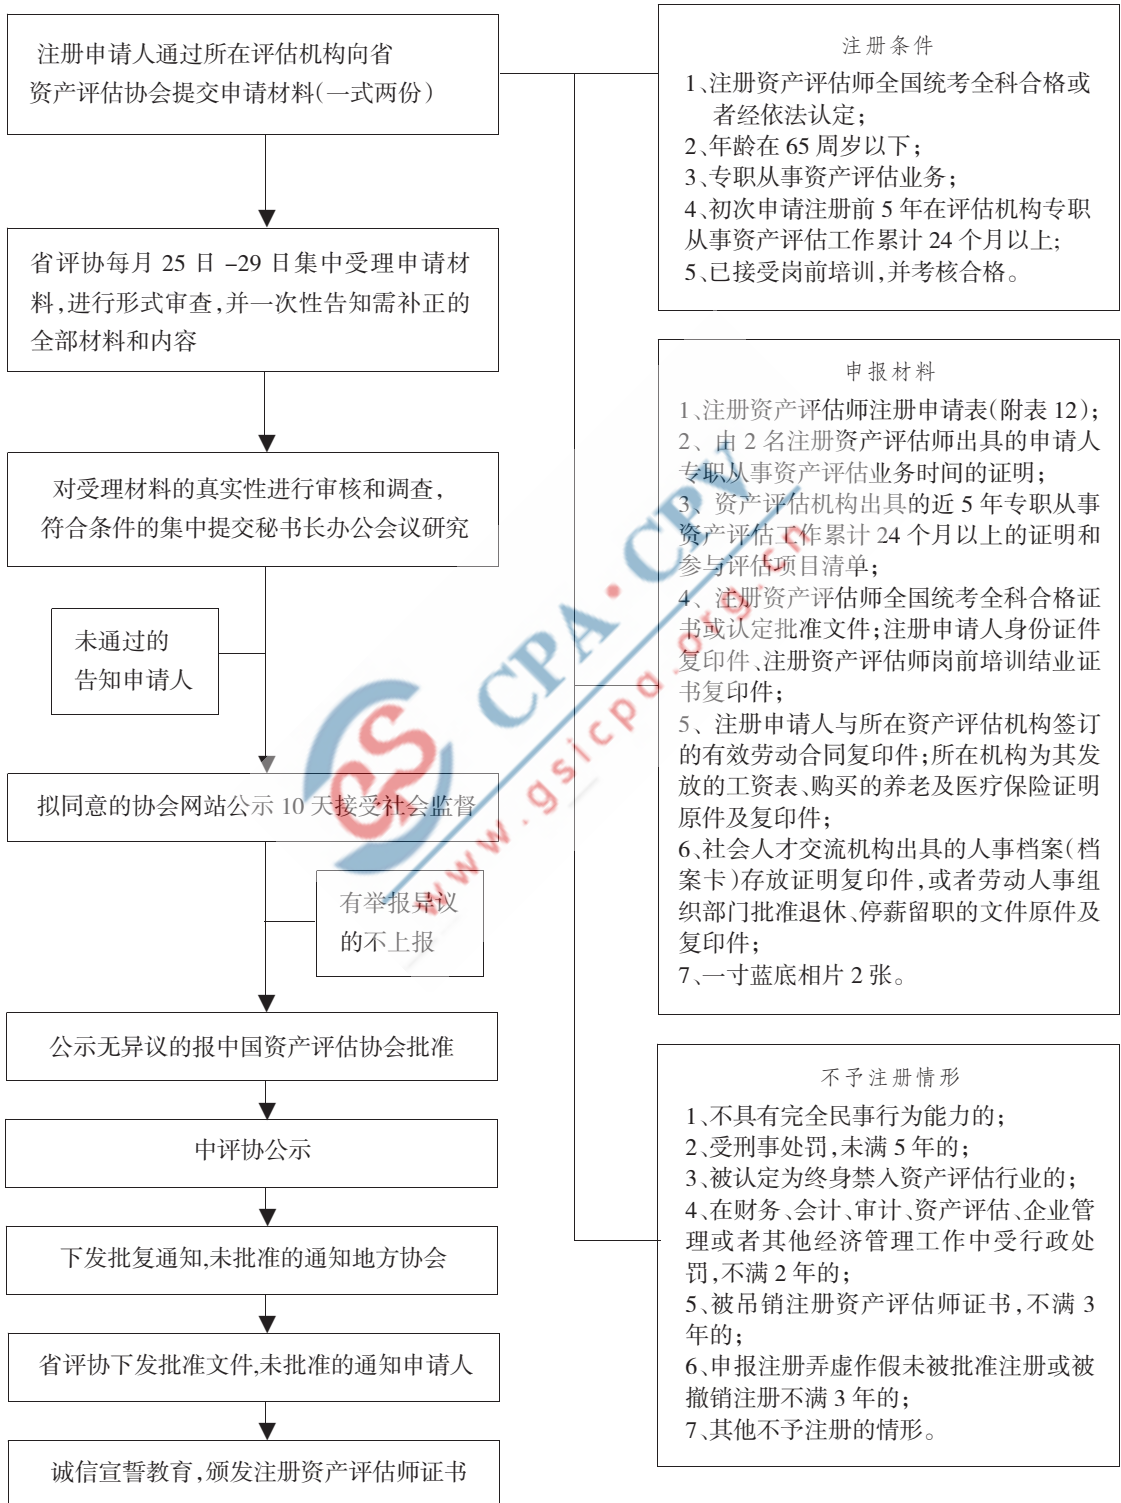 注册申请人通过所在评估机构向省
资产评估协会提交申请材料(一式两份)
省评协每月 25 日 –29 日集中受理申请材
料,进行形式审查,并一次性告知需补正的
全部材料和内容
对受理材料的真实性进行审核和调查,
符合条件的集中提交秘书长办公会议研究
未通过的
告知申请人
拟同意的协会网站公示 10 天接受社会监督
有举报异议
的不上报
公示无异议的报中国资产评估协会批准
中评协公示
下发批复通知,未批准的通知地方协会
省评协下发批准文件,未批准的通知申请人
诚信宣誓教育,颁发注册资产评估师证书
注册条件
1、注册资产评估师全国统考全科合格或
者经依法认定;
2、年龄在 65 周岁以下;
3、专职从事资产评估业务;
4、初次申请注册前 5 年在评估机构专职
从事资产评估工作累计 24 个月以上;
5、已接受岗前培训,并考核合格。
申报材料
1、注册资产评估师注册申请表(附表 12);
2、由 2 名注册资产评估师出具的申请人
专职从事资产评估业务时间的证明;
3、资产评估机构出具的近 5 年专职从事
资产评估工作累计 24 个月以上的证明和
参与评估项目清单;
4、注册资产评估师全国统考全科合格证
书或认定批准文件;注册申请人身份证件
复印件、注册资产评估师岗前培训结业证
书复印件;
5、注册申请人与所在资产评估机构签订
的有效劳动合同复印件;所在机构为其发
放的工资表、购买的养老及医疗保险证明
原件及复印件;
6、社会人才交流机构出具的人事档案(档
案卡)存放证明复印件,或者劳动人事组
织部门批准退休、停薪留职的文件原件及
复印件;
7、一寸蓝底相片 2 张。
不予注册情形
1、不具有完全民事行为能力的;
2、受刑事处罚,未满 5 年的;
3、被认定为终身禁入资产评估行业的;
4、在财务、会计、审计、资产评估、企业管
理或者其他经济管理工作中受行政处
罚,不满 2 年的;
5、被吊销注册资产评估师证书,不满 3
年的;
6、申报注册弄虚作假未被批准注册或被
撤销注册不满 3 年的;
7、其他不予注册的情形。
GS CPA·CPV
www.gsicpa.org.cn